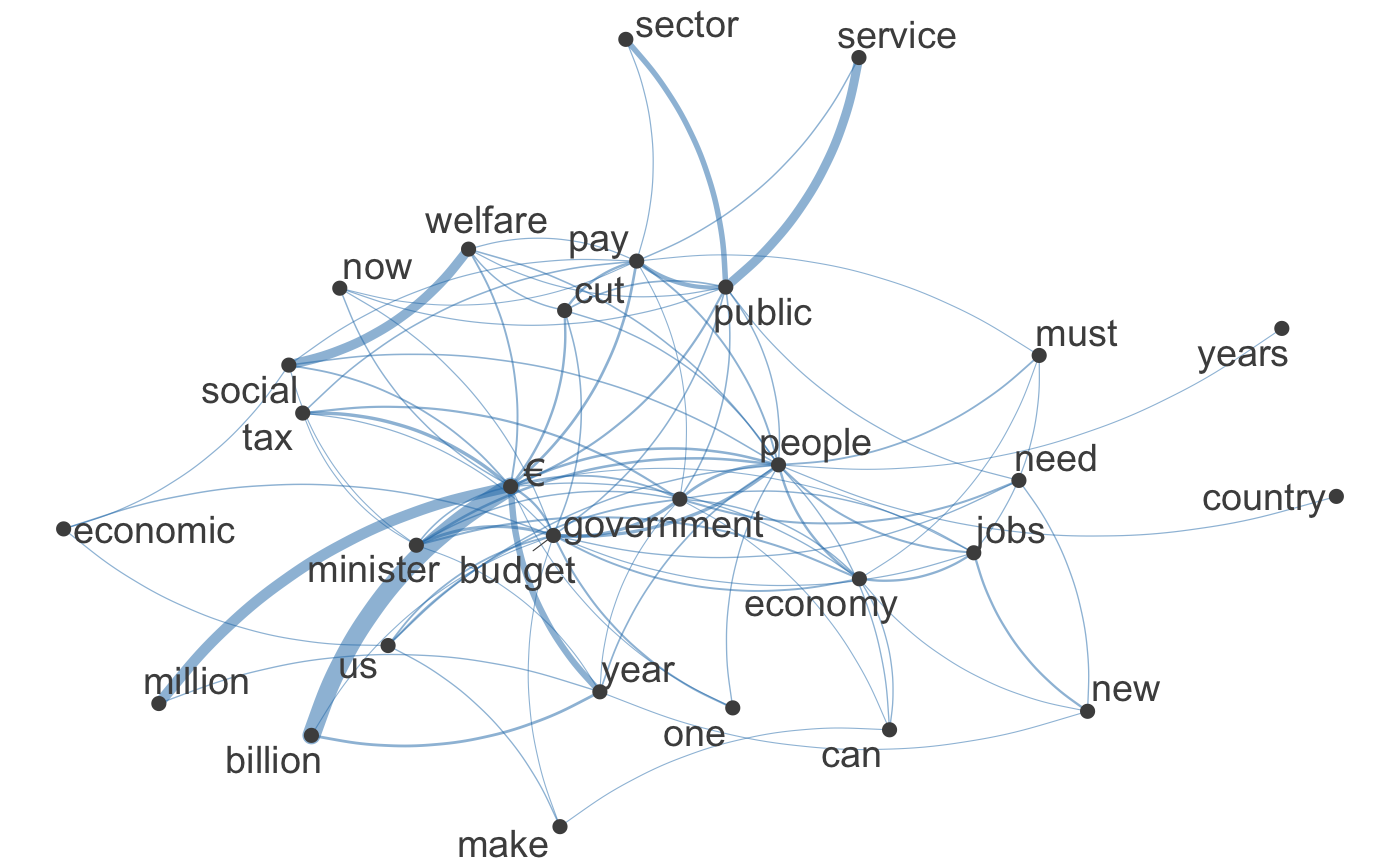 sector
service
welfare
pay
now
cut
public
must
years
social
tax
people
need
€
country
government
economic
jobs
minister
budget
economy
us
year
million
new
one
billion
can
make